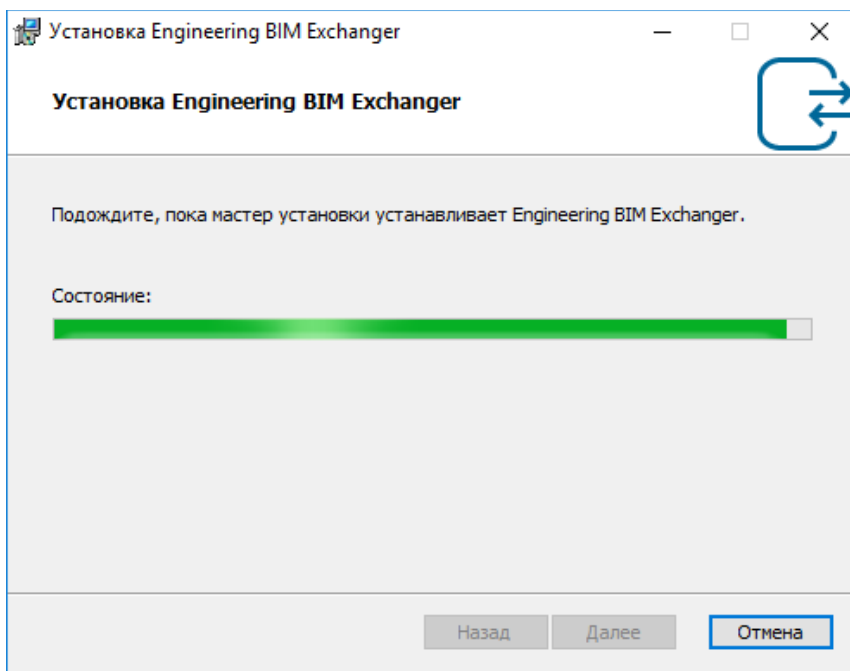 Установка Engineering BIM Exchanger
Установка Engineering BIM Exchanger
Подождите, пока мастер установки устанавливает Engineering BIM Exchanger.
Состояние:
Назад Далее Отмена